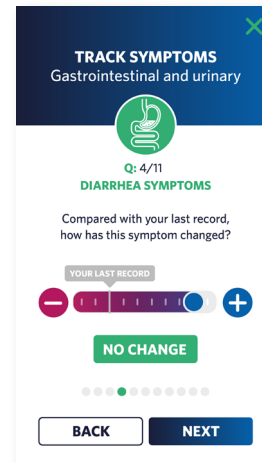 TRACK SYMPTOMS
Gastrointestinal and urinary
Q: 4/11
DIARRHEA SYMPTOMS
Compared with your last record,
how has this symptom changed?
YOUR LAST RECORD
NO CHANGE
BACK NEXT